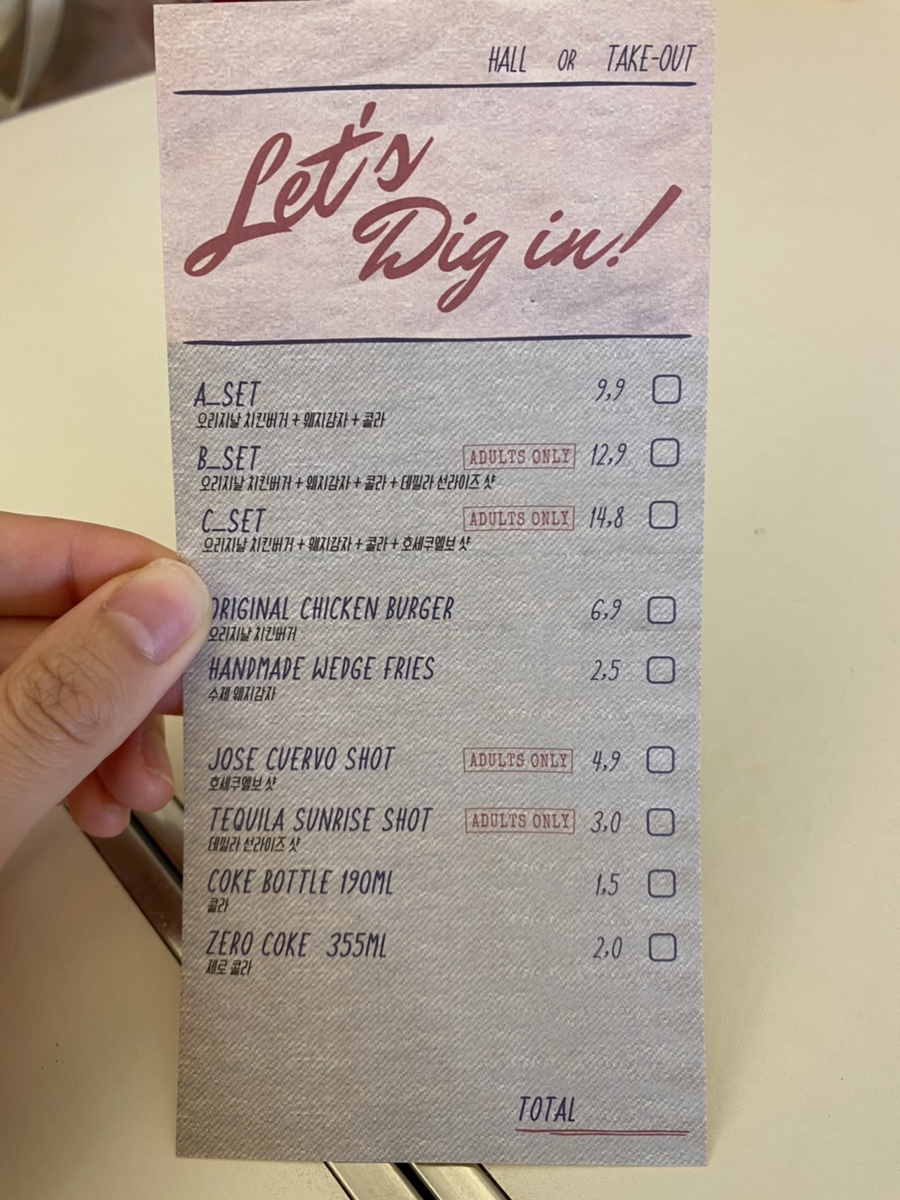 HALL OR TAKE-OUT
Let's
Dig in!
A_SET 9,9
오리지날 치킨버거 + 웨지감자 + 콜라
B_SET ADULTS ONLY 12,9
오리지날 치킨버거 + 웨지감자 + 콜라 + 데낄라 선라이즈 샷
C_SET ADULTS ONLY 14,8
오리지날 치킨버거 + 웨지감자 + 콜라 + 호세쿠엘보 샷
ORIGINAL CHICKEN BURGER 6,9
오리지날 치킨버거
HANDMADE WEDGE FRIES 2,5
수제 웨지감자
JOSE CUERVO SHOT ADULTS ONLY 4,9
호세쿠엘보 샷
TEQUILA SUNRISE SHOT ADULTS ONLY 3,0
데낄라 선라이즈 샷
COKE BOTTLE 190ML 1,5
콜라
ZERO COKE 355ML 2,0
제로 콜라
TOTAL